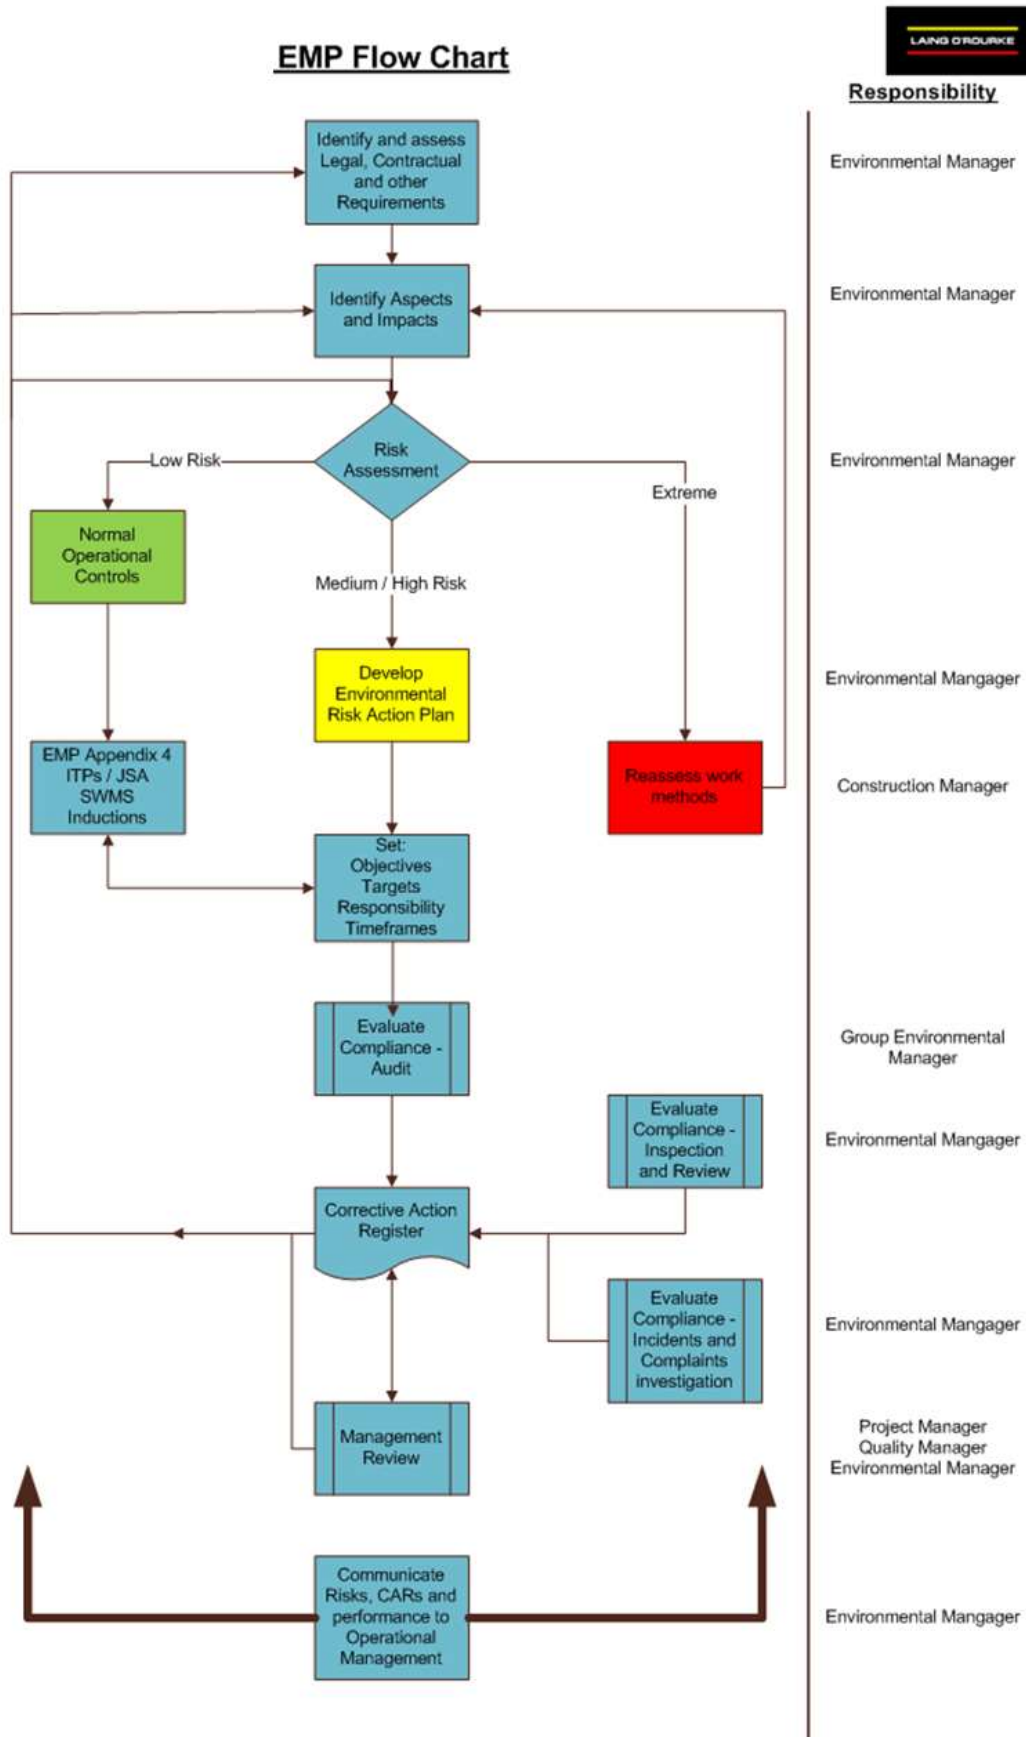 EMP Flow Chart
LAING O'ROURKE
Responsibility
Identify and assess
Legal, Contractual
and other
Requirements
Environmental Manager
Identify Aspects
and Impacts
Environmental Manager
Risk
Assessment
Low Risk
Extreme
Environmental Manager
Normal
Operational
Controls
Medium / High Risk
Develop
Environmental
Risk Action Plan
Environmental Mangager
EMP Appendix 4
ITPs / JSA
SWMS
Inductions
Reassess work
methods
Construction Manager
Set:
Objectives
Targets
Responsibility
Timeframes
Evaluate
Compliance -
Audit
Group Environmental
Manager
Evaluate
Compliance -
Inspection
and Review
Environmental Mangager
Corrective Action
Register
Evaluate
Compliance -
Incidents and
Complaints
investigation
Environmental Mangager
Management
Review
Project Manager
Quality Manager
Environmental Manager
Communicate
Risks, CARs and
performance to
Operational
Management
Environmental Mangager